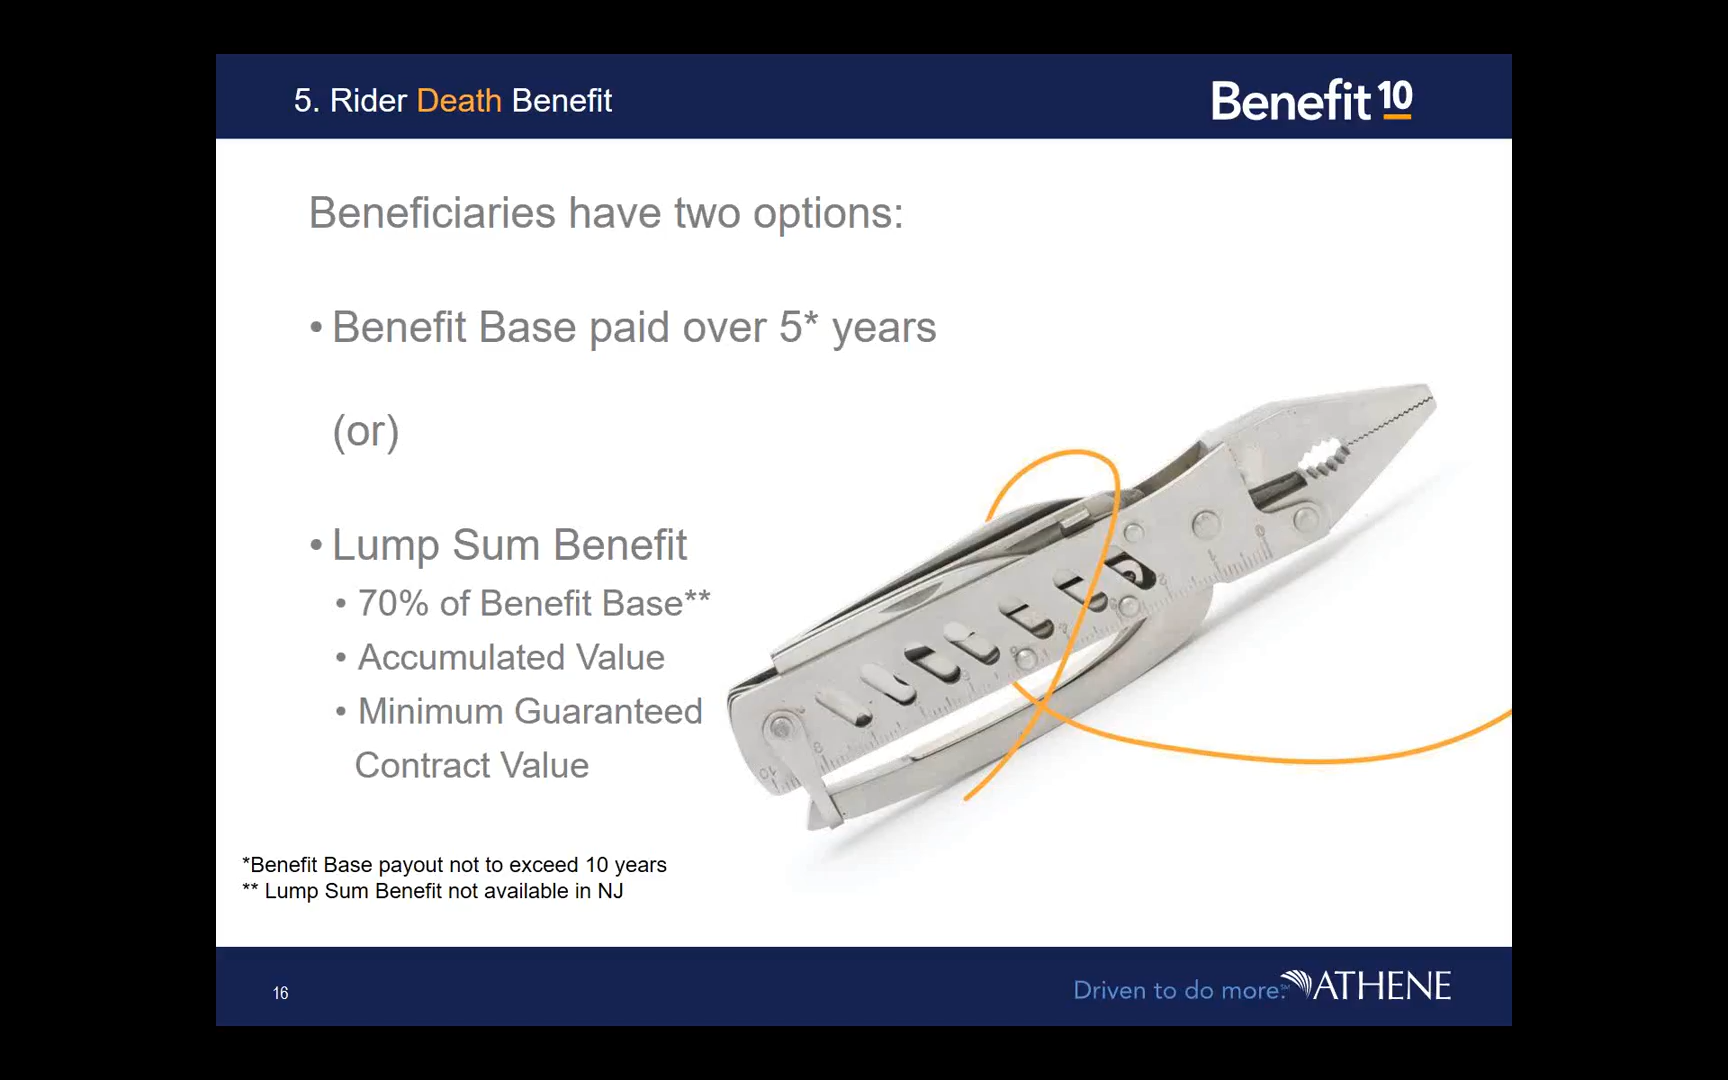 5. Rider Death Benefit
Benefit 10
Beneficiaries have two options:
• Benefit Base paid over 5* years
(or)
• Lump Sum Benefit
• 70% of Benefit Base**
• Accumulated Value
• Minimum Guaranteed
Contract Value
*Benefit Base payout not to exceed 10 years
** Lump Sum Benefit not available in NJ
16
Driven to do more.℠
ATHENE